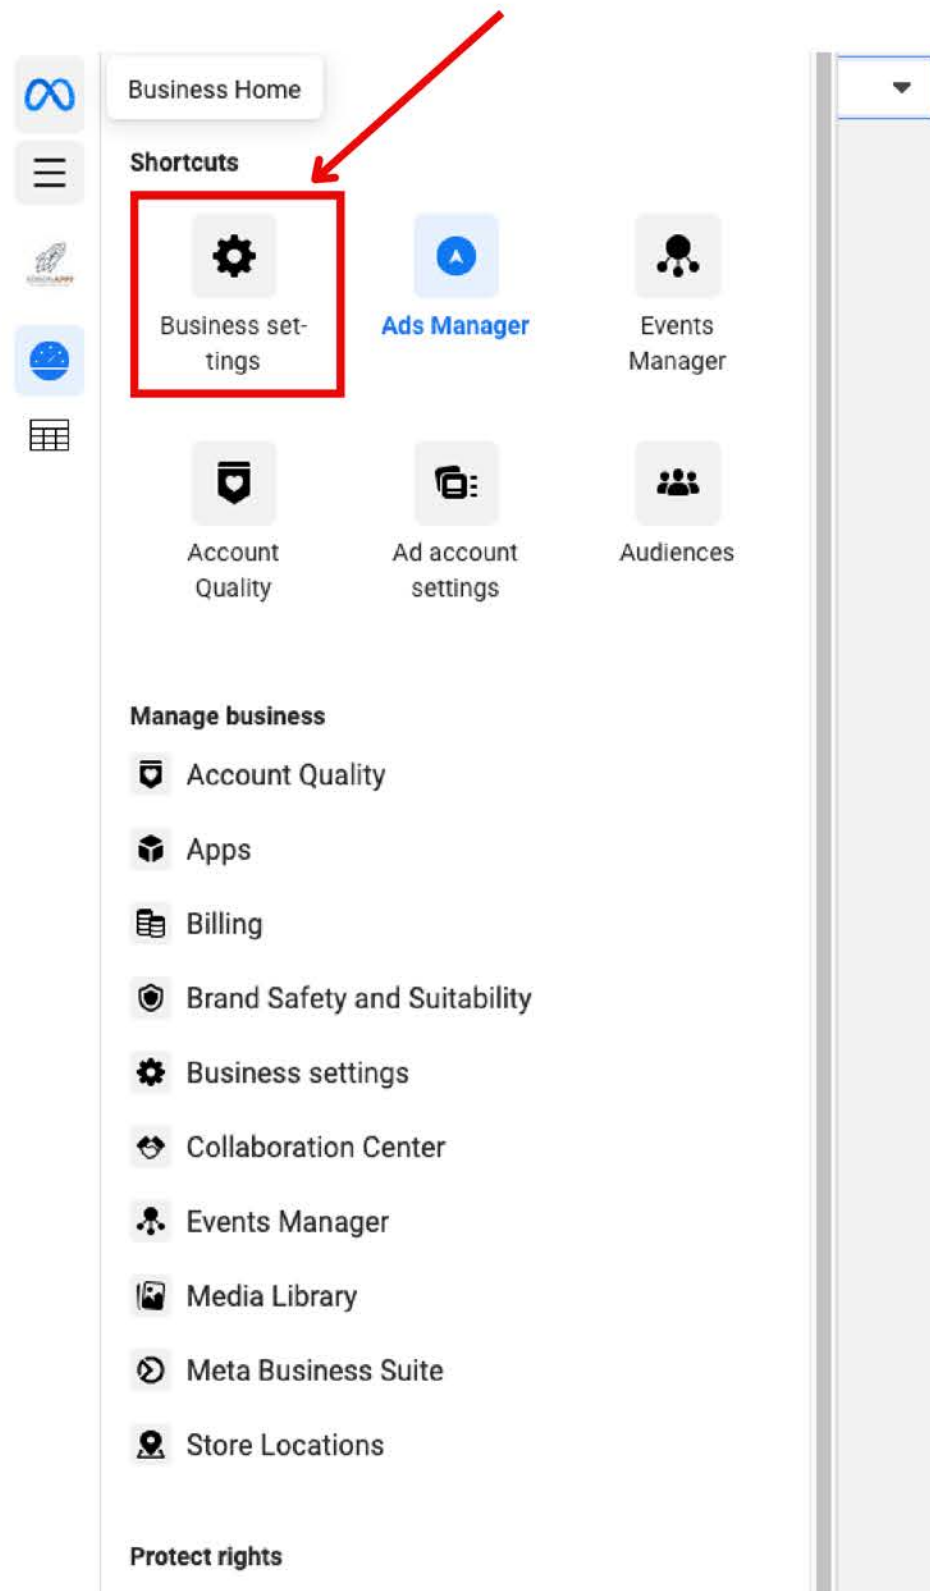 Business Home
Shortcuts
Business set-
tings
Ads Manager
Events
Manager
Account
Quality
Ad account
settings
Audiences
Manage business
Account Quality
Apps
Billing
Brand Safety and Suitability
Business settings
Collaboration Center
Events Manager
Media Library
Meta Business Suite
Store Locations
Protect rights